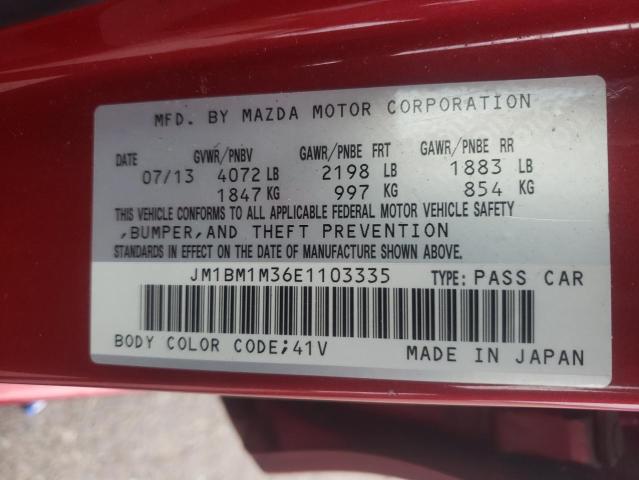 MFD. BY MAZDA MOTOR CORPORATION
DATE GVWR/PNBV GAWR/PNBE FRT GAWR/PNBE RR
07/13 4072 LB 2198 LB 1883 LB
1847 KG 997 KG 854 KG
THIS VEHICLE CONFORMS TO ALL APPLICABLE FEDERAL MOTOR VEHICLE SAFETY
,BUMPER,AND THEFT PREVENTION
STANDARDS IN EFFECT ON THE DATE OF MANUFACTURE SHOWN ABOVE.
JM1BM1M36E1103335 TYPE: PASS CAR
BODY COLOR CODE;41V MADE IN JAPAN